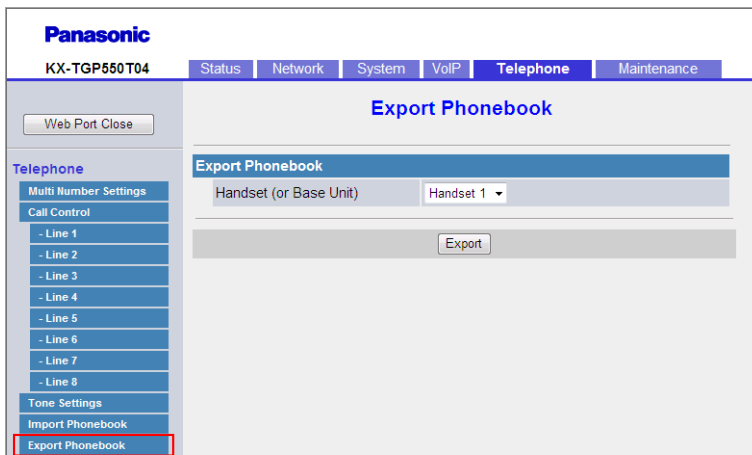 Panasonic
KX-TGP550T04
Status Network System VoIP Telephone Maintenance
Web Port Close
Export Phonebook
Telephone
Multi Number Settings
Call Control
- Line 1
- Line 2
- Line 3
- Line 4
- Line 5
- Line 6
- Line 7
- Line 8
Tone Settings
Import Phonebook
Export Phonebook
Export Phonebook
Handset (or Base Unit) Handset 1
Export